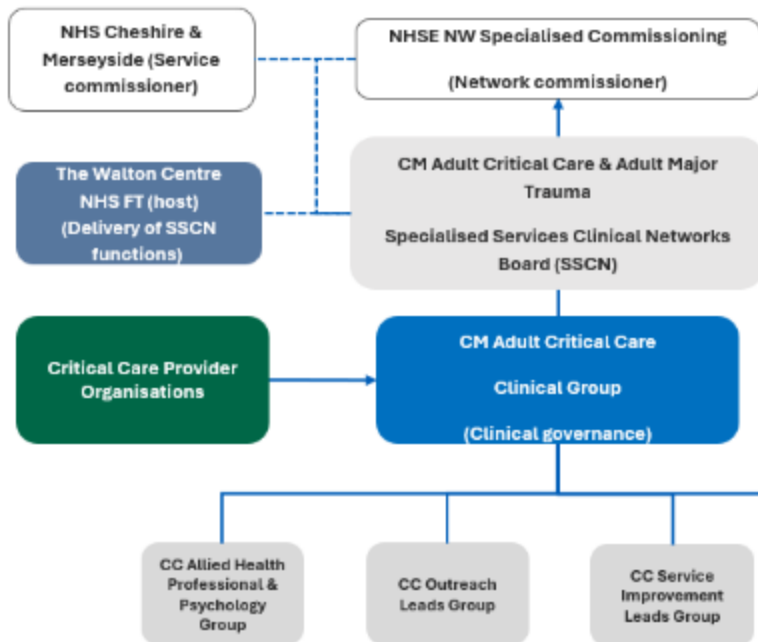 NHS Cheshire &
Merseyside (Service
commissioner)
NHSE NW Specialised Commissioning
(Network commissioner)
The Walton Centre
NHS FT (host)
(Delivery of SSCN
functions)
CM Adult Critical Care & Adult Major
Trauma
Specialised Services Clinical Networks
Board (SSCN)
Critical Care Provider
Organisations
CM Adult Critical Care
Clinical Group
(Clinical governance)
CC Allied Health
Professional &
Psychology
Group
CC Outreach
Leads Group
CC Service
Improvement
Leads Group